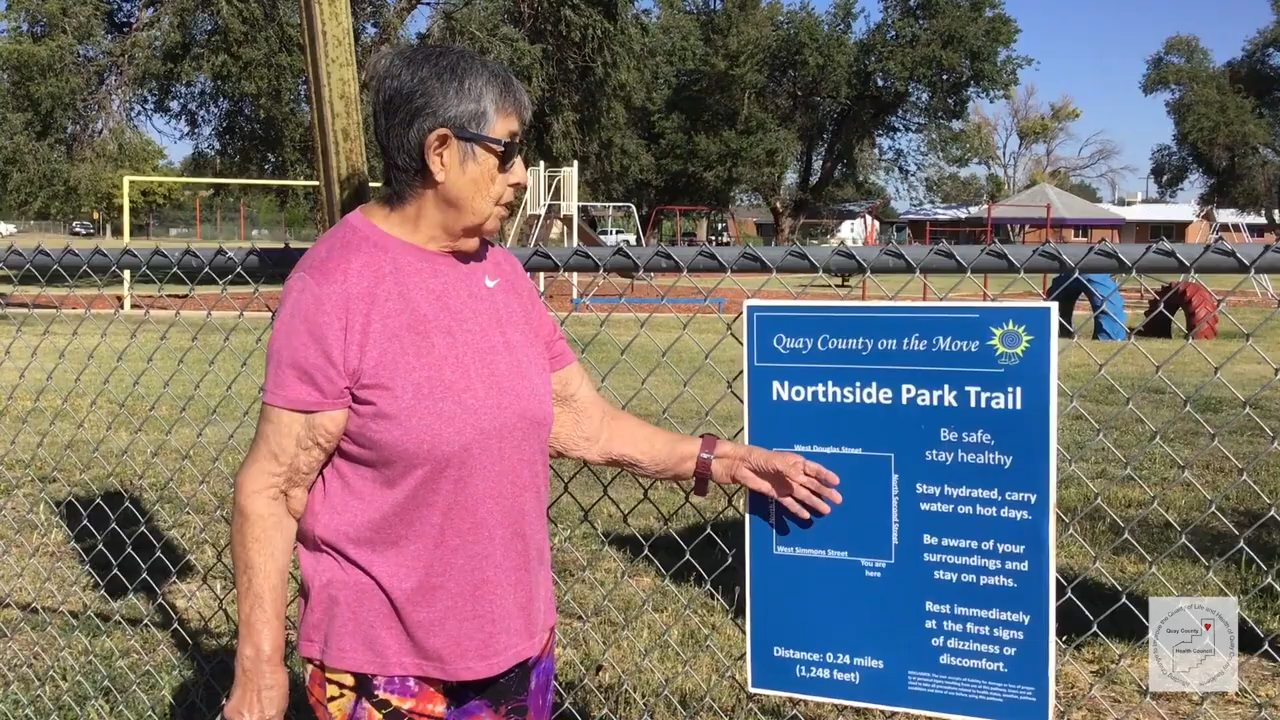 Quay County on the Move
Northside Park Trail
Be safe,
stay healthy
Stay hydrated, carry
water on hot days.
Be aware of your
surroundings and
stay on paths.
Rest immediately
at the first signs
of dizziness or
discomfort.
West Douglas Street
North Second Street
North
West Simmons Street
You are
here
Distance: 0.24 miles
(1,248 feet)
Quay County
Health Council